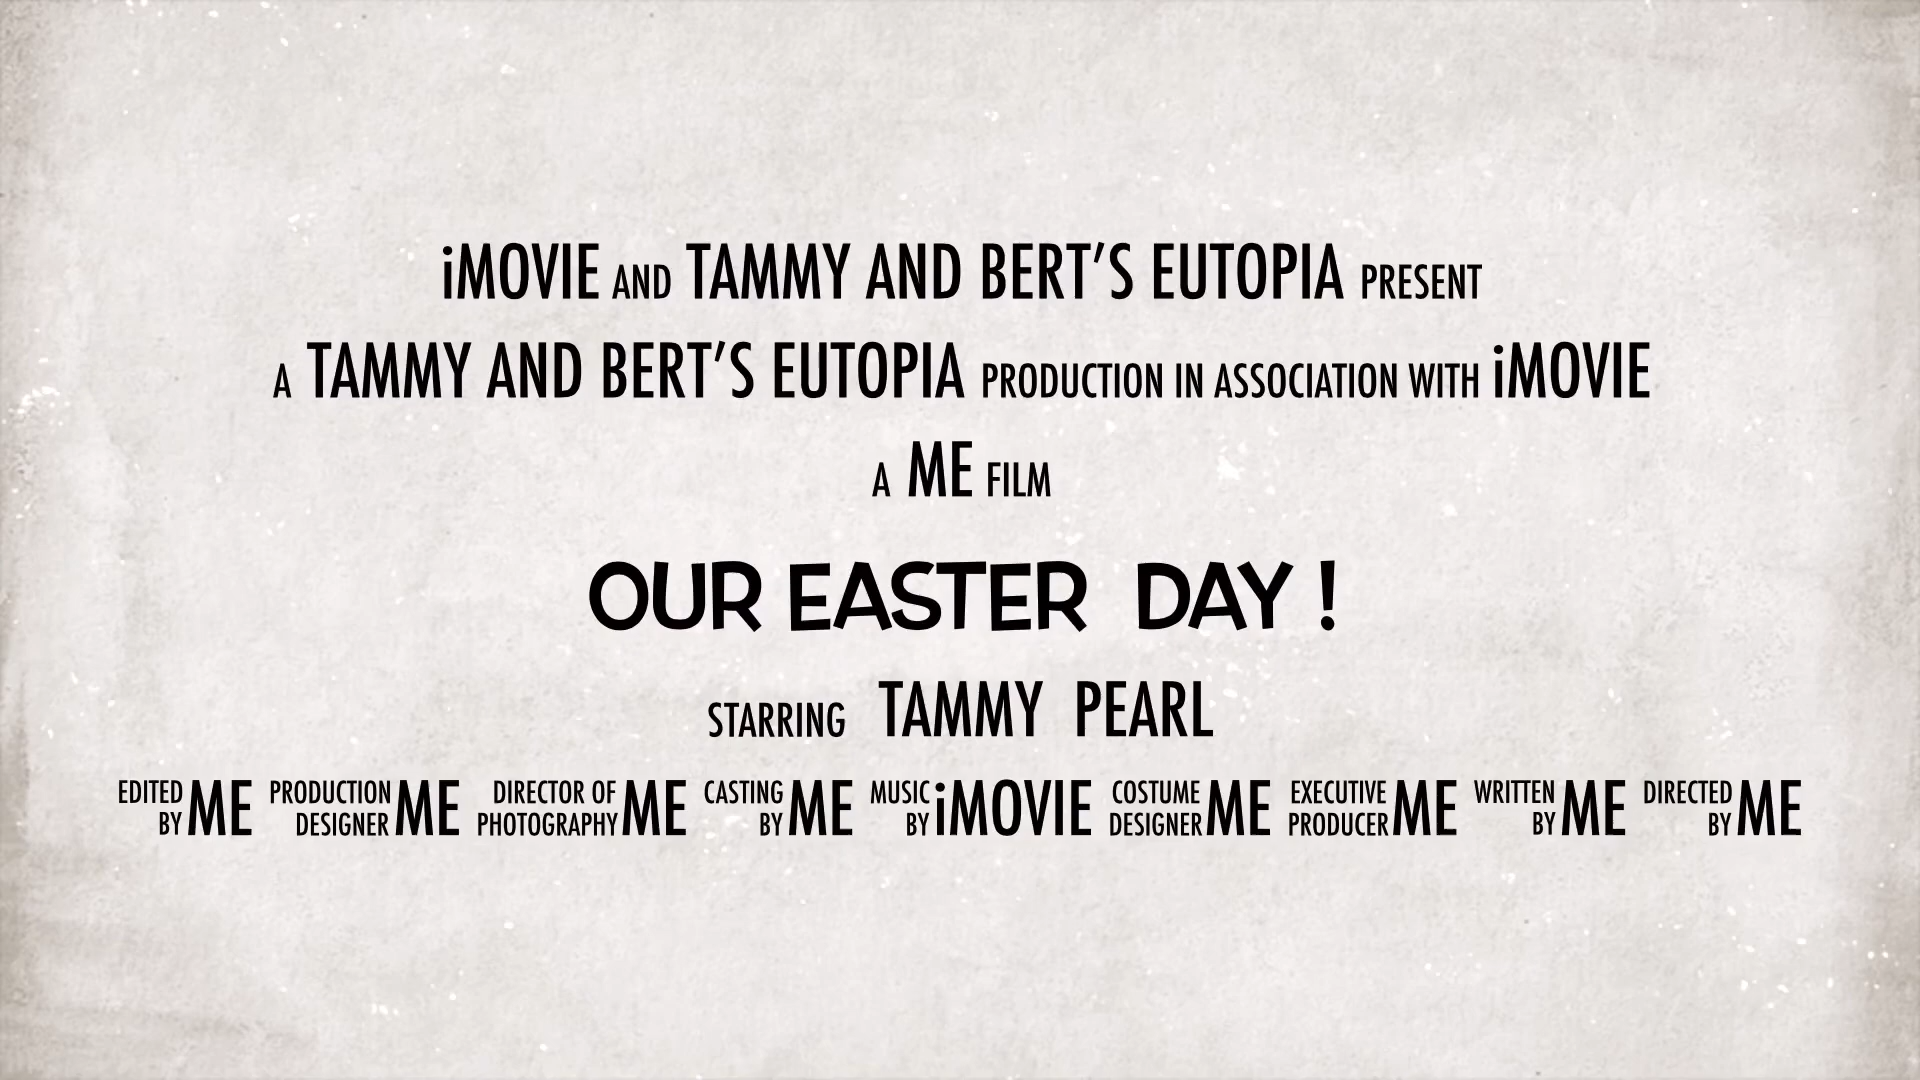 iMOVIE AND TAMMY AND BERT'S EUTOPIA PRESENT
A TAMMY AND BERT'S EUTOPIA PRODUCTION IN ASSOCIATION WITH iMOVIE
A ME FILM
OUR EASTER DAY !
STARRING TAMMY PEARL
EDITED BY ME PRODUCTION DESIGNER ME DIRECTOR OF PHOTOGRAPHY ME CASTING BY ME MUSIC BY iMOVIE COSTUME DESIGNER ME EXECUTIVE PRODUCER ME WRITTEN BY ME DIRECTED BY ME